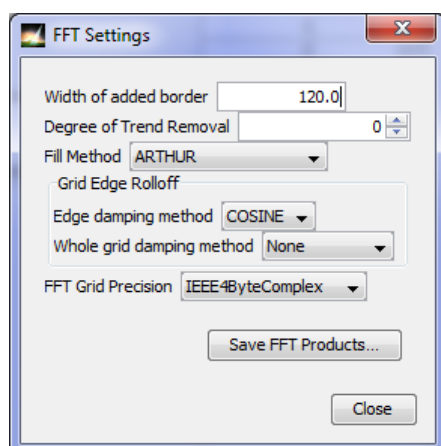 FFT Settings
Width of added border 120.0
Degree of Trend Removal 0
Fill Method ARTHUR
Grid Edge Rolloff
Edge damping method COSINE
Whole grid damping method None
FFT Grid Precision IEEE4ByteComplex
Save FFT Products...
Close